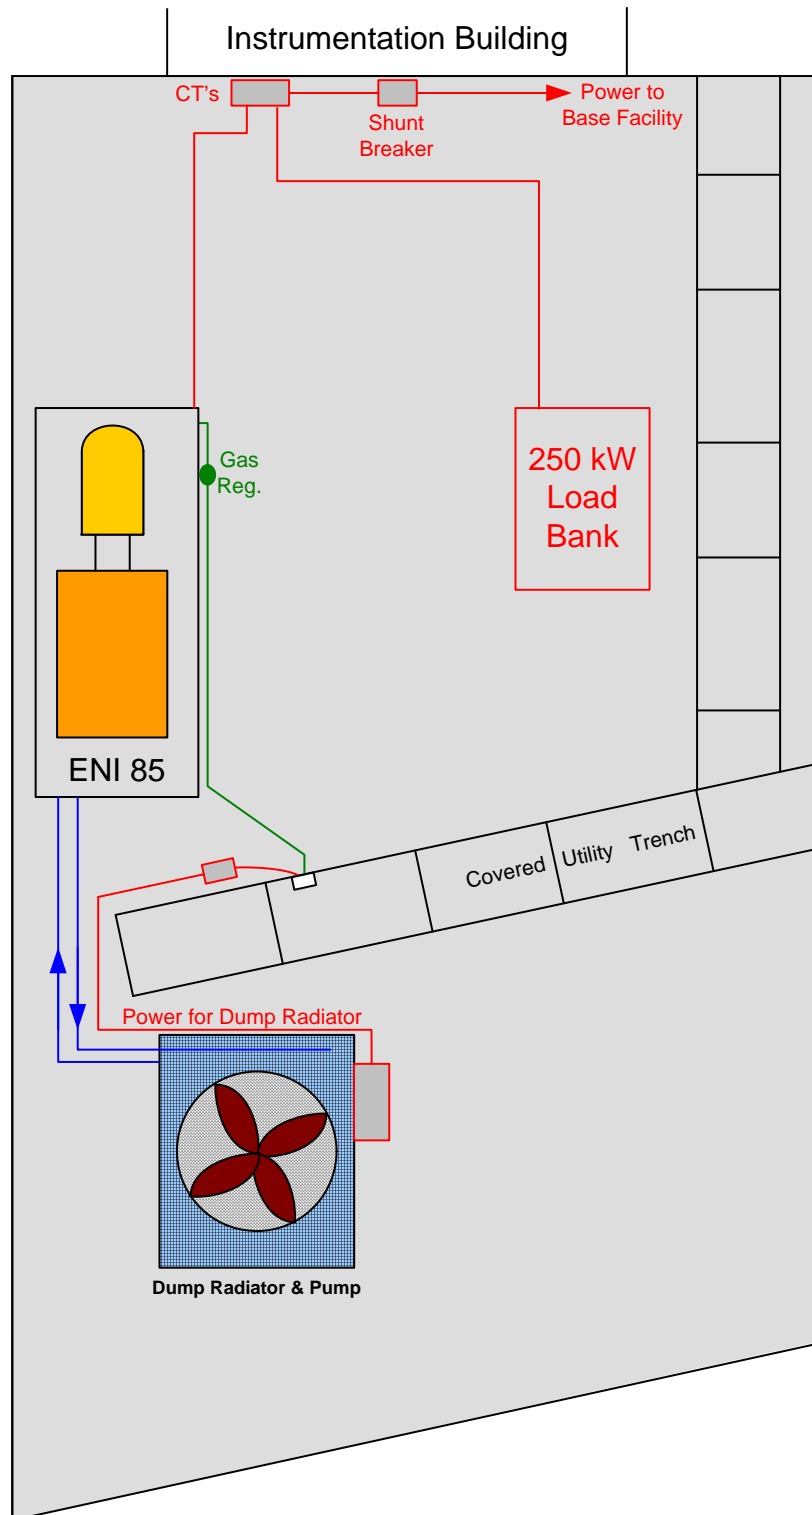 Instrumentation Building
CT's
Shunt
Breaker
Power to
Base Facility
Gas
Reg.
250 kW
Load
Bank
ENI 85
Covered Utility Trench
Power for Dump Radiator
Dump Radiator & Pump